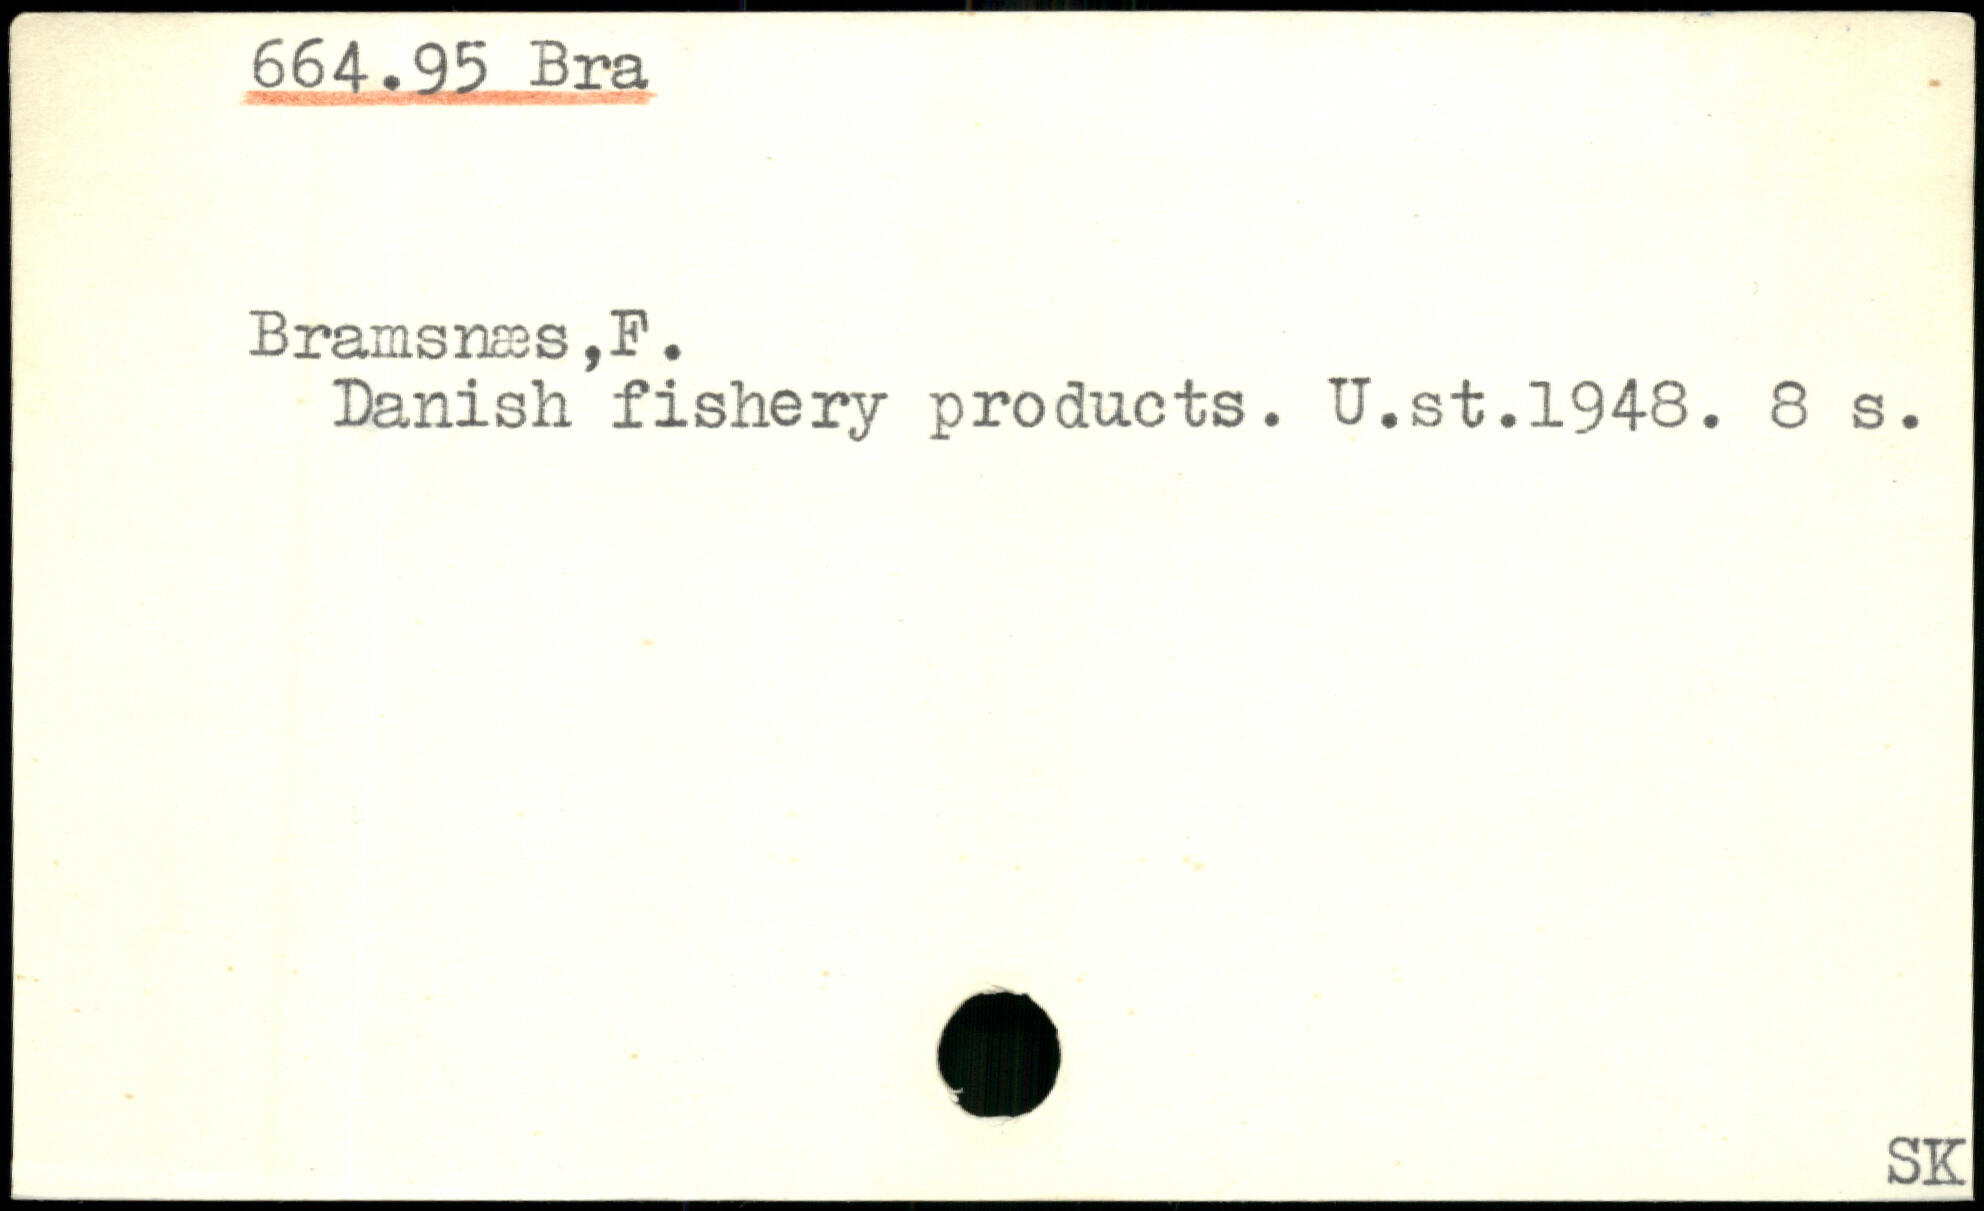 664.95 Bra
Bramsnæs,F.
Danish fishery products. U.st.1948. 8 s.
SK